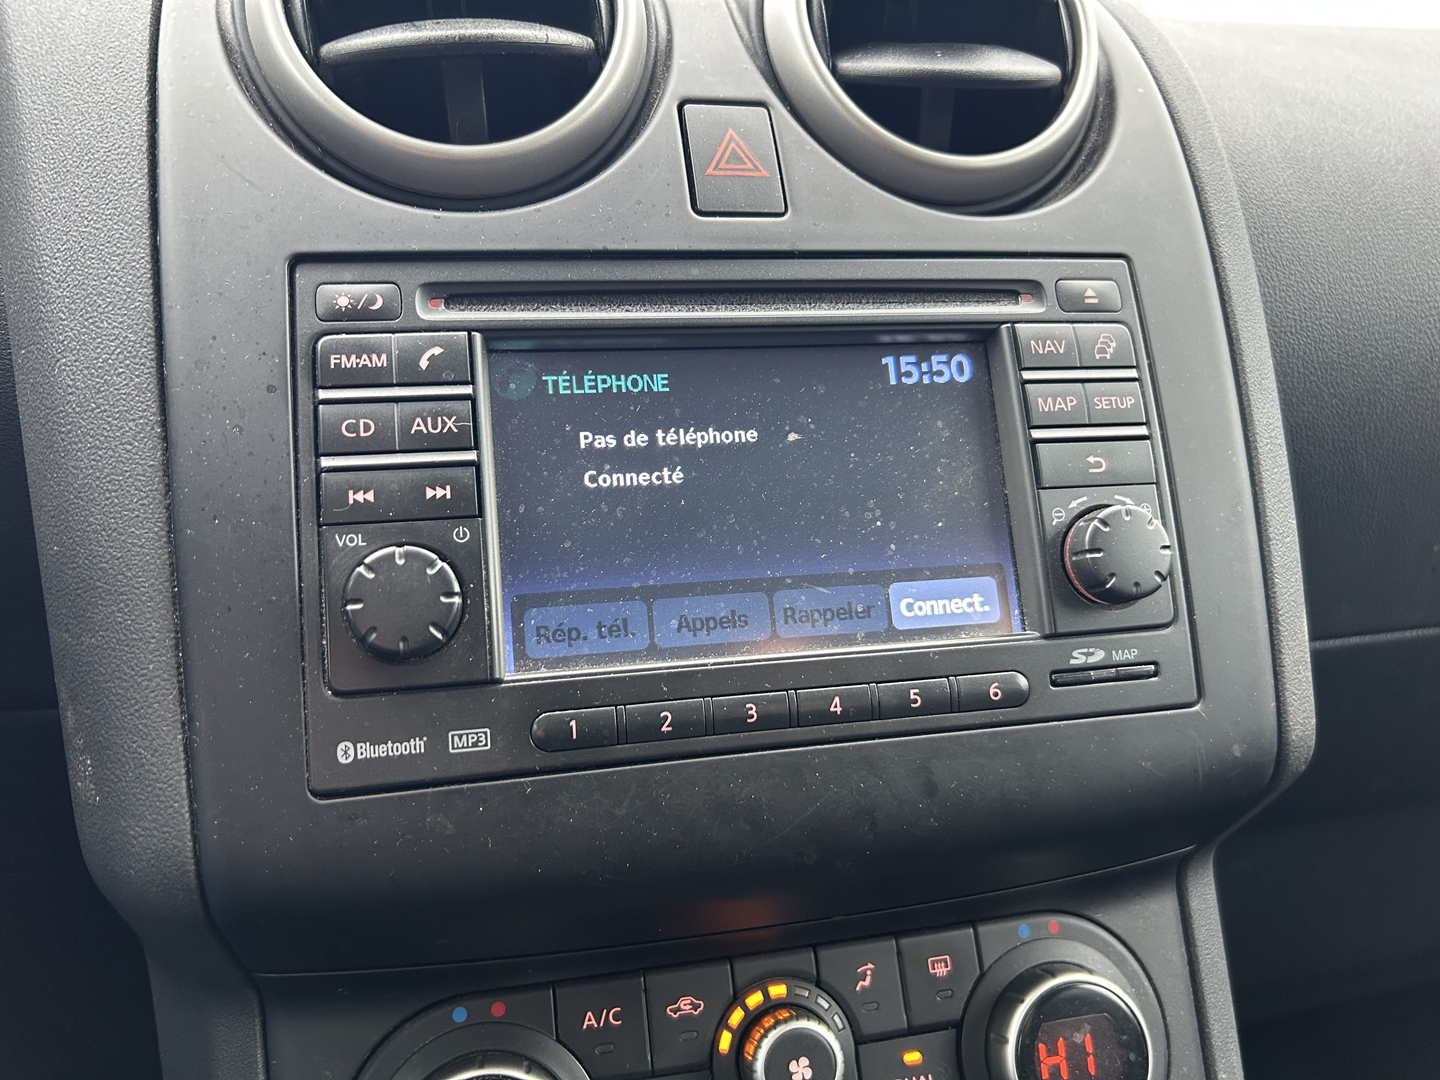 FM·AM
CD
AUX
VOL
TÉLÉPHONE
15:50
Pas de téléphone
Connecté
Rép. tél.
Appels
Rappeler
Connect.
NAV
MAP
SETUP
SD MAP
Bluetooth
MP3
1 2 3 4 5 6
A/C
HI